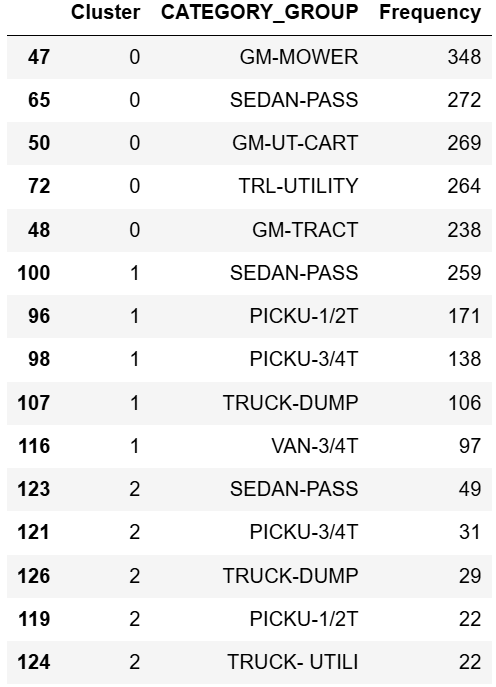 Cluster CATEGORY_GROUP Frequency
47 0 GM-MOWER 348
65 0 SEDAN-PASS 272
50 0 GM-UT-CART 269
72 0 TRL-UTILITY 264
48 0 GM-TRACT 238
100 1 SEDAN-PASS 259
96 1 PICKU-1/2T 171
98 1 PICKU-3/4T 138
107 1 TRUCK-DUMP 106
116 1 VAN-3/4T 97
123 2 SEDAN-PASS 49
121 2 PICKU-3/4T 31
126 2 TRUCK-DUMP 29
119 2 PICKU-1/2T 22
124 2 TRUCK- UTILI 22